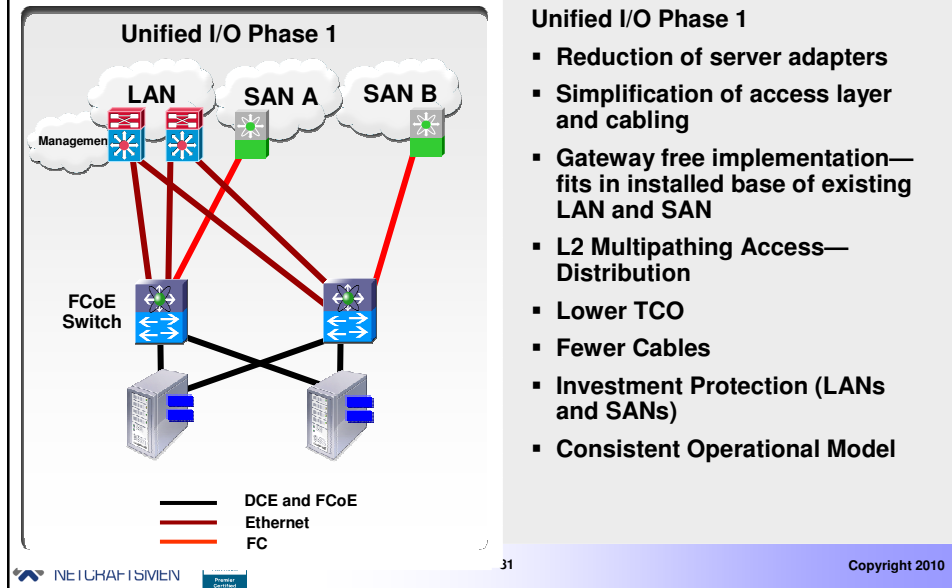 Unified I/O Phase 1
LAN
SAN A
SAN B
Managemen
FCoE
Switch
DCE and FCoE
Ethernet
FC
Unified I/O Phase 1
▪ Reduction of server adapters
▪ Simplification of access layer
and cabling
▪ Gateway free implementation—
fits in installed base of existing
LAN and SAN
▪ L2 Multipathing Access—
Distribution
▪ Lower TCO
▪ Fewer Cables
▪ Investment Protection (LANs
and SANs)
▪ Consistent Operational Model
NETCRAFTSMEN
Premier
Certified
31
Copyright 2010